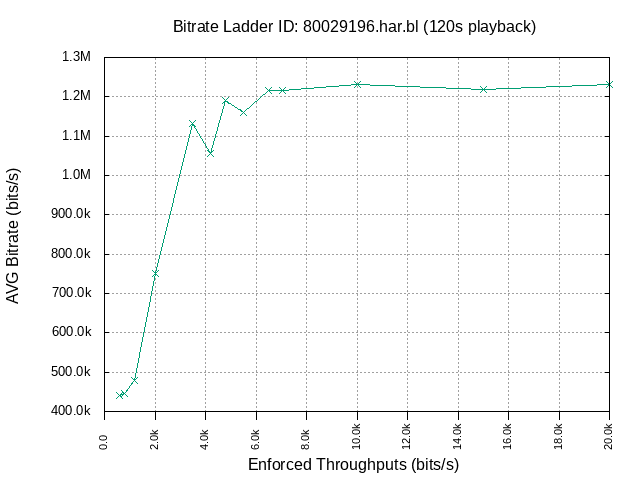 Bitrate Ladder ID: 80029196.har.bl (120s playback)
1.3M
1.2M
1.1M
1.0M
900.0k
800.0k
700.0k
600.0k
500.0k
400.0k
AVG Bitrate (bits/s)
0.0
2.0k
4.0k
6.0k
8.0k
10.0k
12.0k
14.0k
16.0k
18.0k
20.0k
Enforced Throughputs (bits/s)